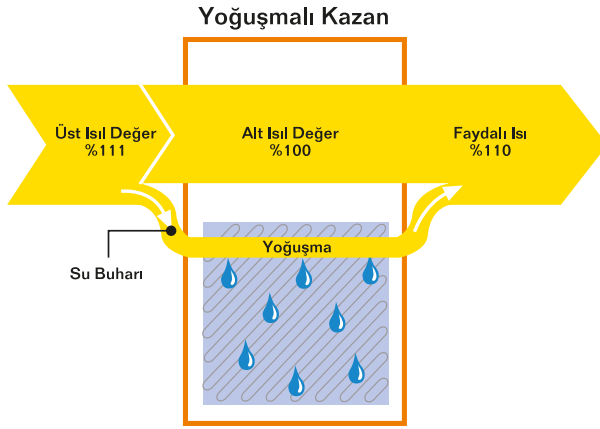 Yoğuşmalı Kazan
Üst Isıl Değer
%111
Alt Isıl Değer
%100
Faydalı Isı
%110
Yoğuşma
Su Buharı